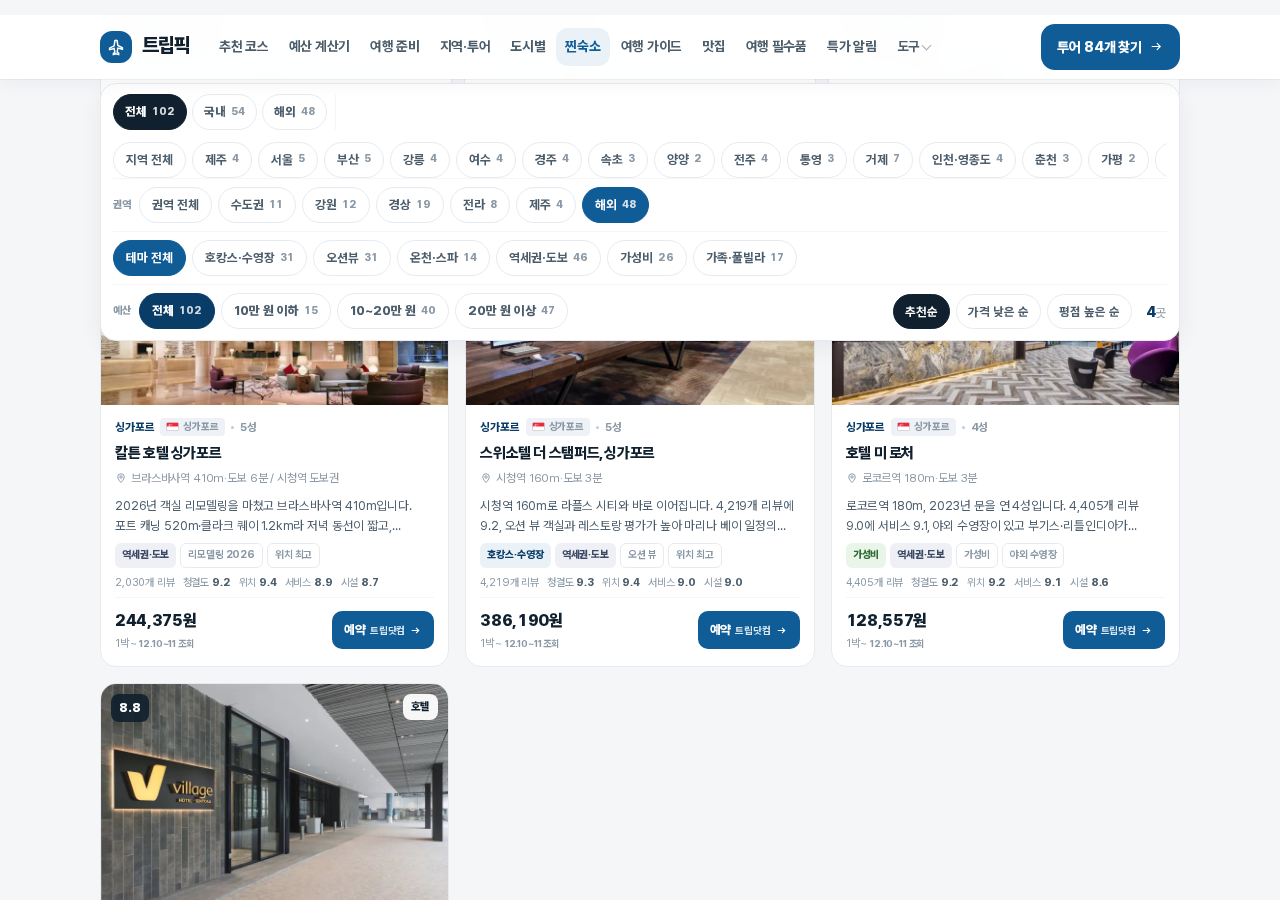 트립픽 추천 코스 예산 계산기 여행 준비 지역·투어 도시별 찐숙소 여행 가이드 맛집 여행 필수품 특가 알림 도구 투어 84개 찾기 →
전체 102 국내 54 해외 48
지역 전체 제주 4 서울 5 부산 5 강릉 4 여수 4 경주 4 속초 3 양양 2 전주 4 통영 3 거제 7 인천·영종도 4 춘천 3 가평 2
권역 권역 전체 수도권 11 강원 12 경상 19 전라 8 제주 4 해외 48
테마 전체 호캉스·수영장 31 오션뷰 31 온천·스파 14 역세권·도보 46 가성비 26 가족·풀빌라 17
예산 전체 102 10만 원 이하 15 10~20만 원 40 20만 원 이상 47 추천순 가격 낮은 순 평점 높은 순 4곳
싱가포르 싱가포르 • 5성
칼튼 호텔 싱가포르
브라스바사역 410m·도보 6분 / 시청역 도보권
2026년 객실 리모델링을 마쳤고 브라스바사역 410m입니다.
포트 캐닝 520m·클라크 퀘이 1.2km라 저녁 동선이 짧고,...
역세권·도보 리모델링 2026 위치 최고
2,030개 리뷰 청결도 9.2 위치 9.4 서비스 8.9 시설 8.7
244,375원
1박~ 12.10~11 조회
예약 트립닷컴 →
싱가포르 싱가포르 • 5성
스위소텔 더 스탬퍼드, 싱가포르
시청역 160m·도보 3분
시청역 160m로 라플스 시티와 바로 이어집니다. 4,219개 리뷰에
9.2, 오션 뷰 객실과 레스토랑 평가가 높아 마리나 베이 일정의...
호캉스·수영장 역세권·도보 오션 뷰 위치 최고
4,219개 리뷰 청결도 9.3 위치 9.4 서비스 9.0 시설 9.0
386,190원
1박~ 12.10~11 조회
예약 트립닷컴 →
싱가포르 싱가포르 • 4성
호텔 미 로처
로코르역 180m·도보 3분
로코르역 180m, 2023년 문을 연 4성입니다. 4,405개 리뷰
9.0에 서비스 9.1, 야외 수영장이 있고 부기스·리틀인디아가...
가성비 역세권·도보 가성비 야외 수영장
4,405개 리뷰 청결도 9.2 위치 9.2 서비스 9.1 시설 8.6
128,557원
1박~ 12.10~11 조회
예약 트립닷컴 →
8.8 호텔
village